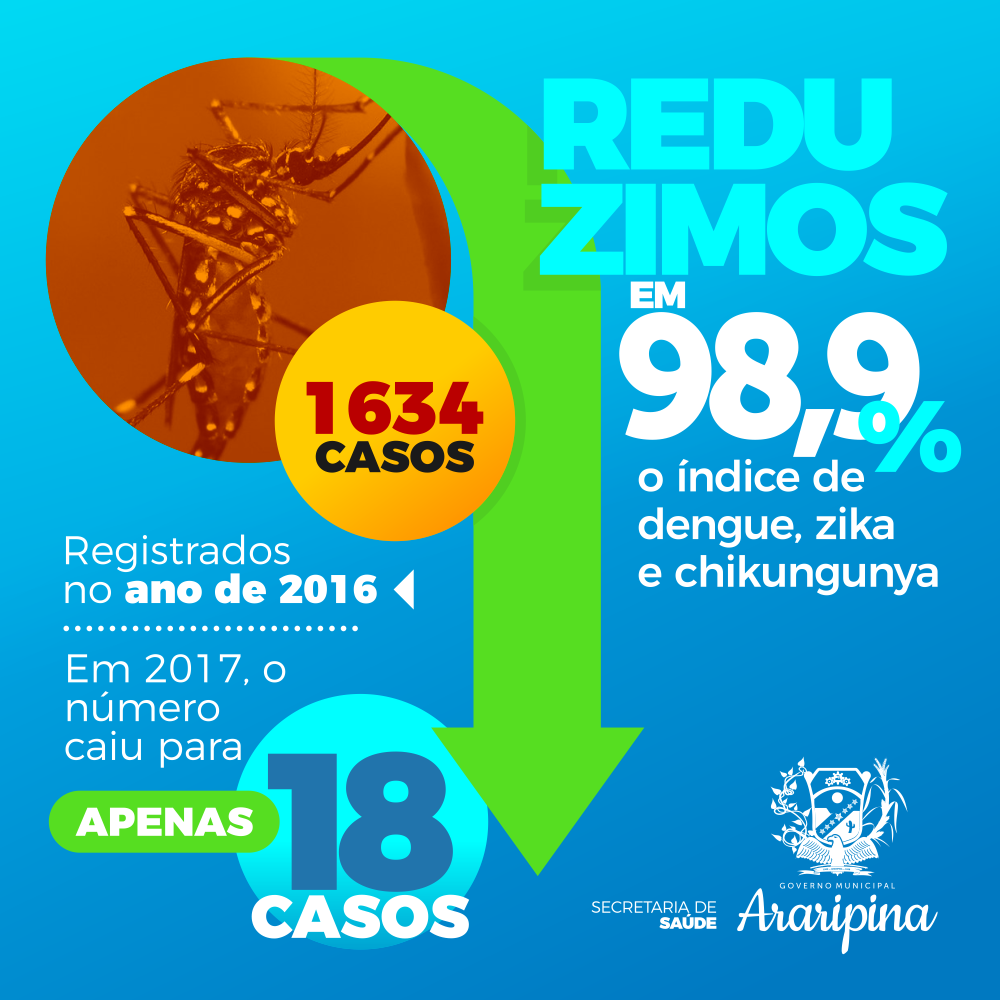 REDU
ZIMOS
EM
98,9%
o índice de
dengue, zika
e chikungunya
1634
CASOS
Registrados
no ano de 2016
Em 2017, o
número
caiu para
APENAS
18
CASOS
SECRETARIA DE
SAÚDE
GOVERNO MUNICIPAL
Araripina